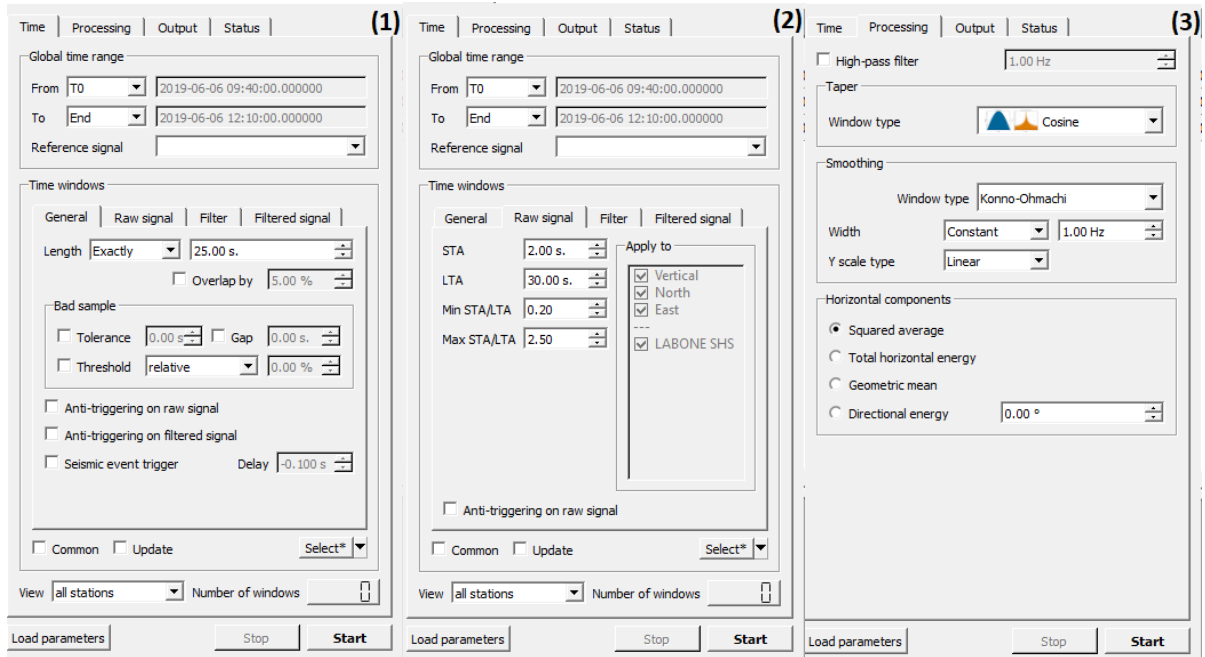 (1)
Time Processing Output Status
Global time range
From T0 2019-06-06 09:40:00.000000
To End 2019-06-06 12:10:00.000000
Reference signal
Time windows
General Raw signal Filter Filtered signal
Length Exactly 25.00 s.
Overlap by 5.00 %
Bad sample
Tolerance 0.00 s Gap 0.00 s.
Threshold relative 0.00 %
Anti-triggering on raw signal
Anti-triggering on filtered signal
Seismic event trigger Delay -0.100 s
Common Update Select*
View all stations Number of windows 0
Load parameters Stop Start
(2)
Time Processing Output Status
Global time range
From T0 2019-06-06 09:40:00.000000
To End 2019-06-06 12:10:00.000000
Reference signal
Time windows
General Raw signal Filter Filtered signal
STA 2.00 s.
LTA 30.00 s.
Min STA/LTA 0.20
Max STA/LTA 2.50
Apply to
Vertical
North
East
---
LABONE SHS
Anti-triggering on raw signal
Common Update Select*
View all stations Number of windows 0
Load parameters Stop Start
(3)
Time Processing Output Status
High-pass filter 1.00 Hz
Taper
Window type Cosine
Smoothing
Window type Konno-Ohmachi
Width Constant 1.00 Hz
Y scale type Linear
Horizontal components
Squared average
Total horizontal energy
Geometric mean
Directional energy 0.00 °
Load parameters Stop Start